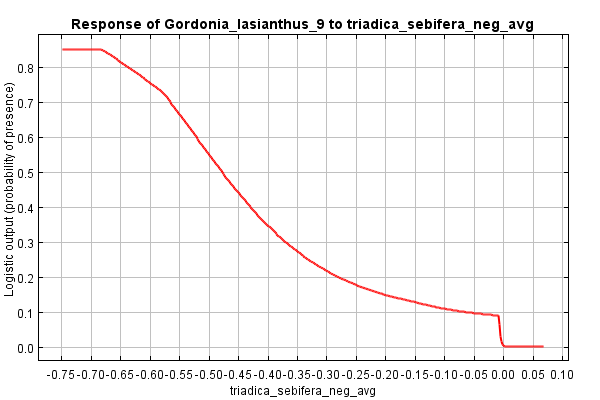 Response of Gordonia_lasianthus_9 to triadica_sebifera_neg_avg
Logistic output (probability of presence)
0.8
0.7
0.6
0.5
0.4
0.3
0.2
0.1
0.0
-0.75 -0.70 -0.65 -0.60 -0.55 -0.50 -0.45 -0.40 -0.35 -0.30 -0.25 -0.20 -0.15 -0.10 -0.05 0.00 0.05 0.10
triadica_sebifera_neg_avg